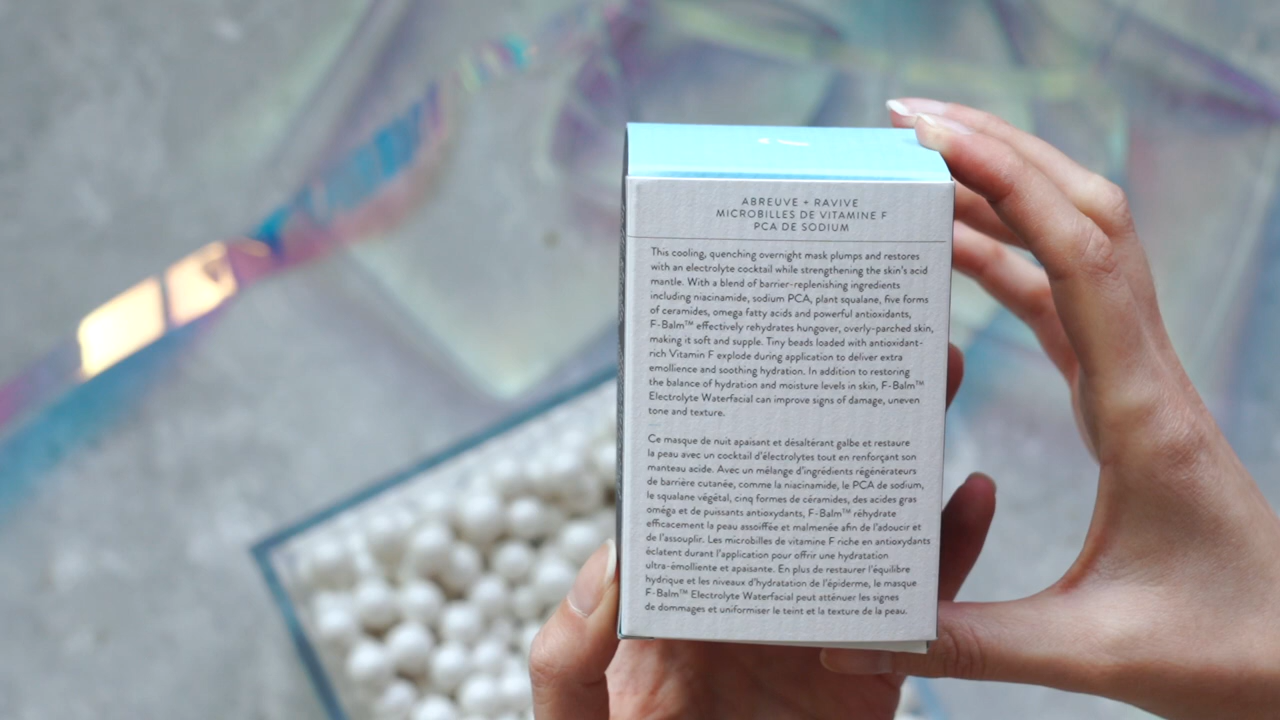 ABREUVE + RAVIVE
MICROBILLES DE VITAMINE F
PCA DE SODIUM
This cooling, quenching overnight mask plumps and restores
with an electrolyte cocktail while strengthening the skin's acid
mantle. With a blend of barrier-replenishing ingredients
including niacinamide, sodium PCA, plant squalane, five forms
of ceramides, omega fatty acids and powerful antioxidants,
F-Balm™ effectively rehydrates hungover, overly-parched skin,
making it soft and supple. Tiny beads loaded with antioxidant-
rich Vitamin F explode during application to deliver extra
emollience and soothing hydration. In addition to restoring
the balance of hydration and moisture levels in skin, F-Balm™
Electrolyte Waterfacial can improve signs of damage, uneven
tone and texture.
Ce masque de nuit apaisant et désaltérant galbe et restaure
la peau avec un cocktail d'électrolytes tout en renforçant son
manteau acide. Avec un mélange d'ingrédients régénérateurs
de barrière cutanée, comme la niacinamide, le PCA de sodium,
le squalane végétal, cinq formes de céramides, des acides gras
oméga et de puissants antioxydants, F-Balm™ réhydrate
efficacement la peau assoiffée et malmenée afin de l'adoucir et
de l'assouplir. Les microbilles de vitamine F riche en antioxydants
éclatent durant l'application pour offrir une hydratation
ultra-émolliente et apaisante. En plus de restaurer l'équilibre
hydrique et les niveaux d'hydratation de l'épiderme, le masque
F-Balm™ Electrolyte Waterfacial peut atténuer les signes
de dommages et uniformiser le teint et la texture de la peau.